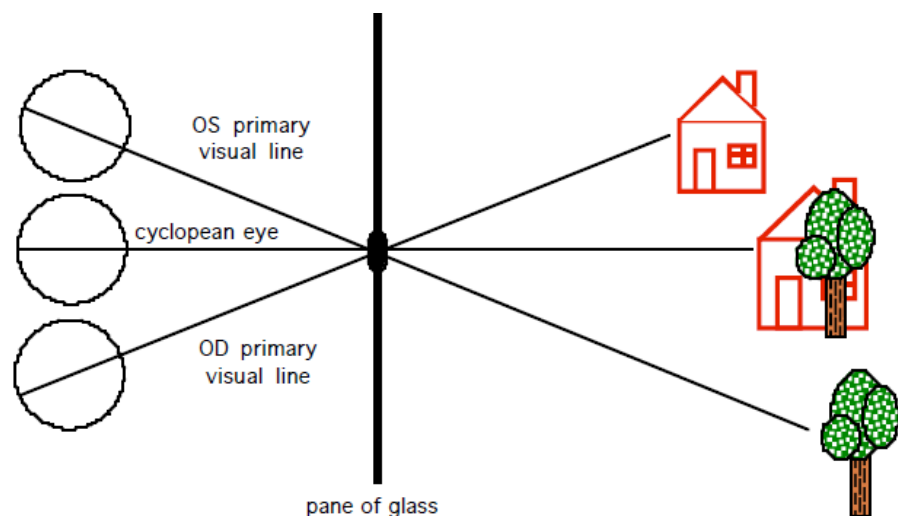 OS primary
visual line
cyclopean eye
OD primary
visual line
pane of glass